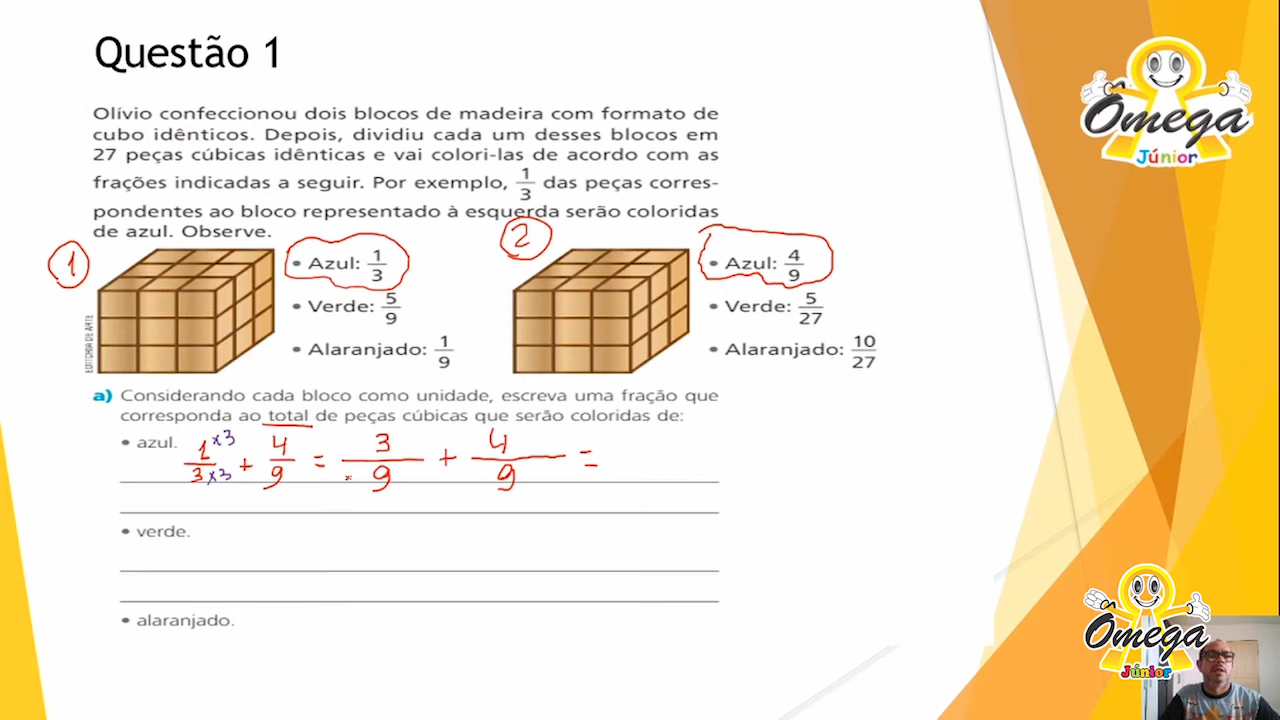 Questão 1
Olívio confeccionou dois blocos de madeira com formato de
cubo idênticos. Depois, dividiu cada um desses blocos em
27 peças cúbicas idênticas e vai colori-las de acordo com as
frações indicadas a seguir. Por exemplo, 1/3 das peças corres-
pondentes ao bloco representado à esquerda serão coloridas
de azul. Observe.
1
• Azul: 1/3
• Verde: 5/9
• Alaranjado: 1/9
EDITORIA DE ARTE
2
• Azul: 4/9
• Verde: 5/27
• Alaranjado: 10/27
a) Considerando cada bloco como unidade, escreva uma fração que
corresponda ao total de peças cúbicas que serão coloridas de:
• azul.
1 x3 / 3 x3 + 4/9 = 3/9 + 4/9 =
• verde.
• alaranjado.
Ômega
Júnior
Ômega
Júnior